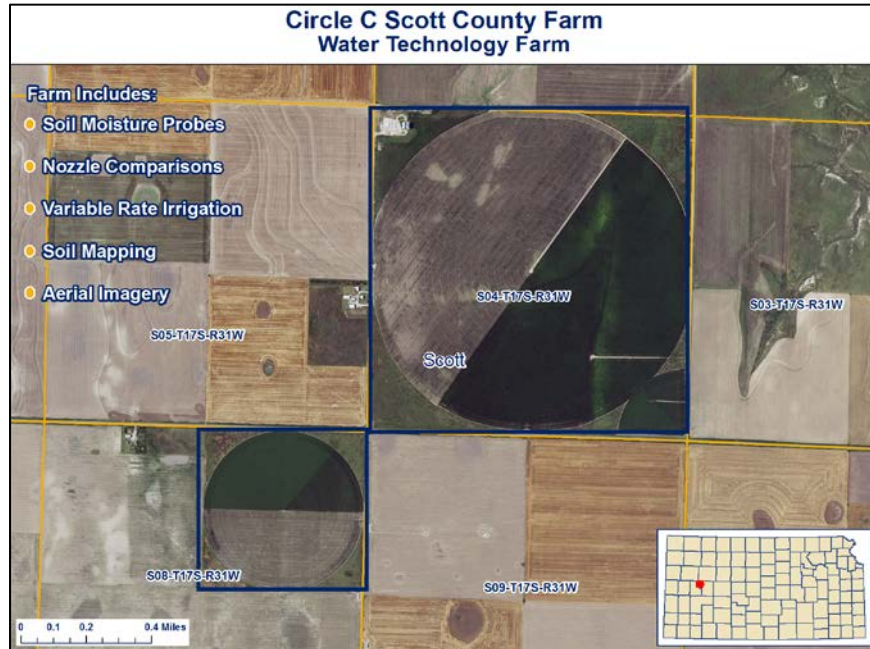 Circle C Scott County Farm
Water Technology Farm
Farm Includes:
Soil Moisture Probes
Nozzle Comparisons
Variable Rate Irrigation
Soil Mapping
Aerial Imagery
S04-T17S-R31W
S03-T17S-R31W
S05-T17S-R31W
Scott
S08-T17S-R31W
S09-T17S-R31W
0 0.1 0.2 0.4 Miles